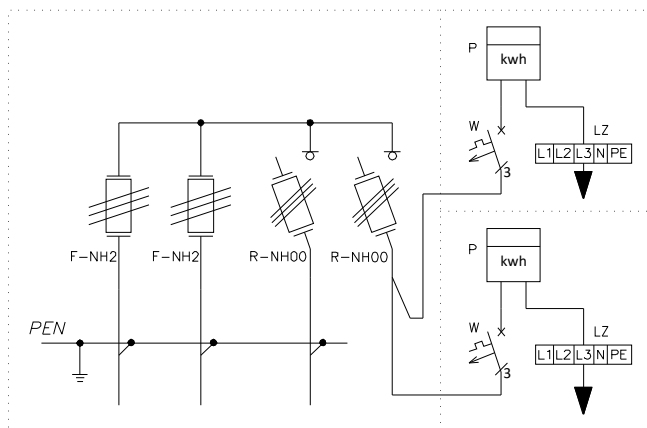 P
kwh
W
LZ
L1 L2 L3 N PE
3
F-NH2 F-NH2 R-NH00 R-NH00
P
kwh
PEN
W
LZ
L1 L2 L3 N PE
3